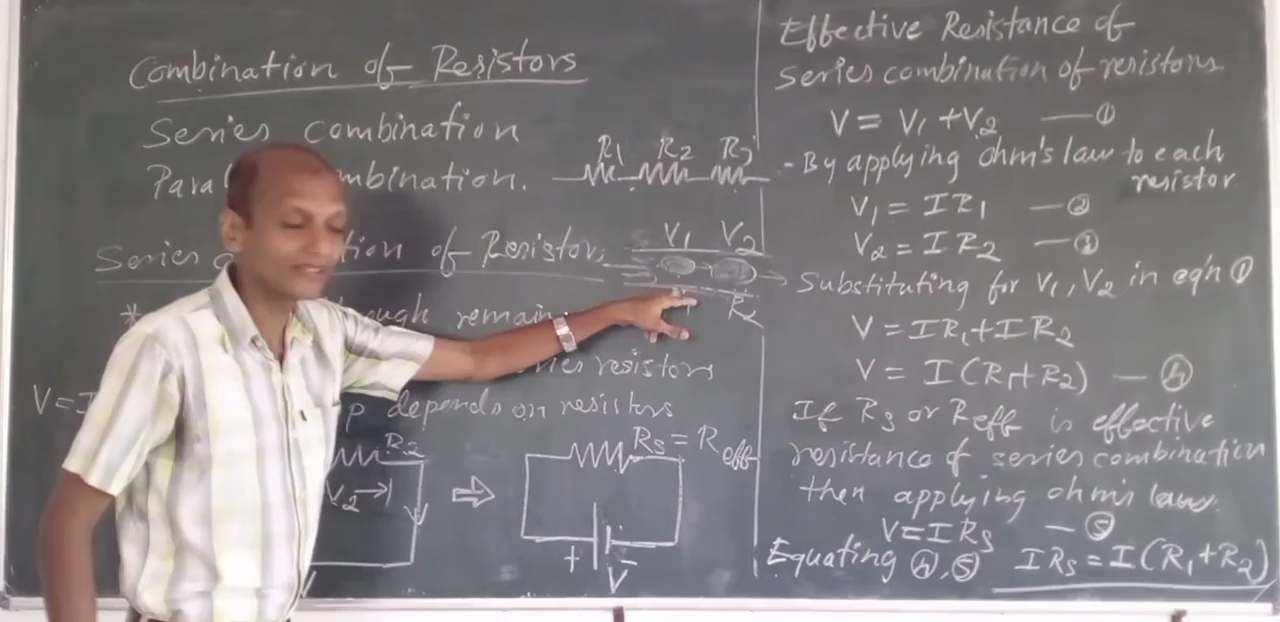 Combination of Resistors
Series combination
Paral mbination.
R1 R2 R3
Series tion of Resistors
V1 V2
R2
* ough remain
ries resistors
V=I
p depends on resistors
R2
V2
Rs = Reff
+ -
V
Effective Resistance of
series combination of resistors
V = V1 + V2 — ①
- By applying ohm's law to each
resistor
V1 = IR1 — ②
V2 = IR2 — ③
Substituting for V1, V2 in eqn ①
V = IR1 + IR2
V = I(R1+R2) — ④
If Rs or Reff is effective
resistance of series combination
then applying ohm's law.
V = IRs — ⑤
Equating ④, ⑤ IRs = I(R1+R2)